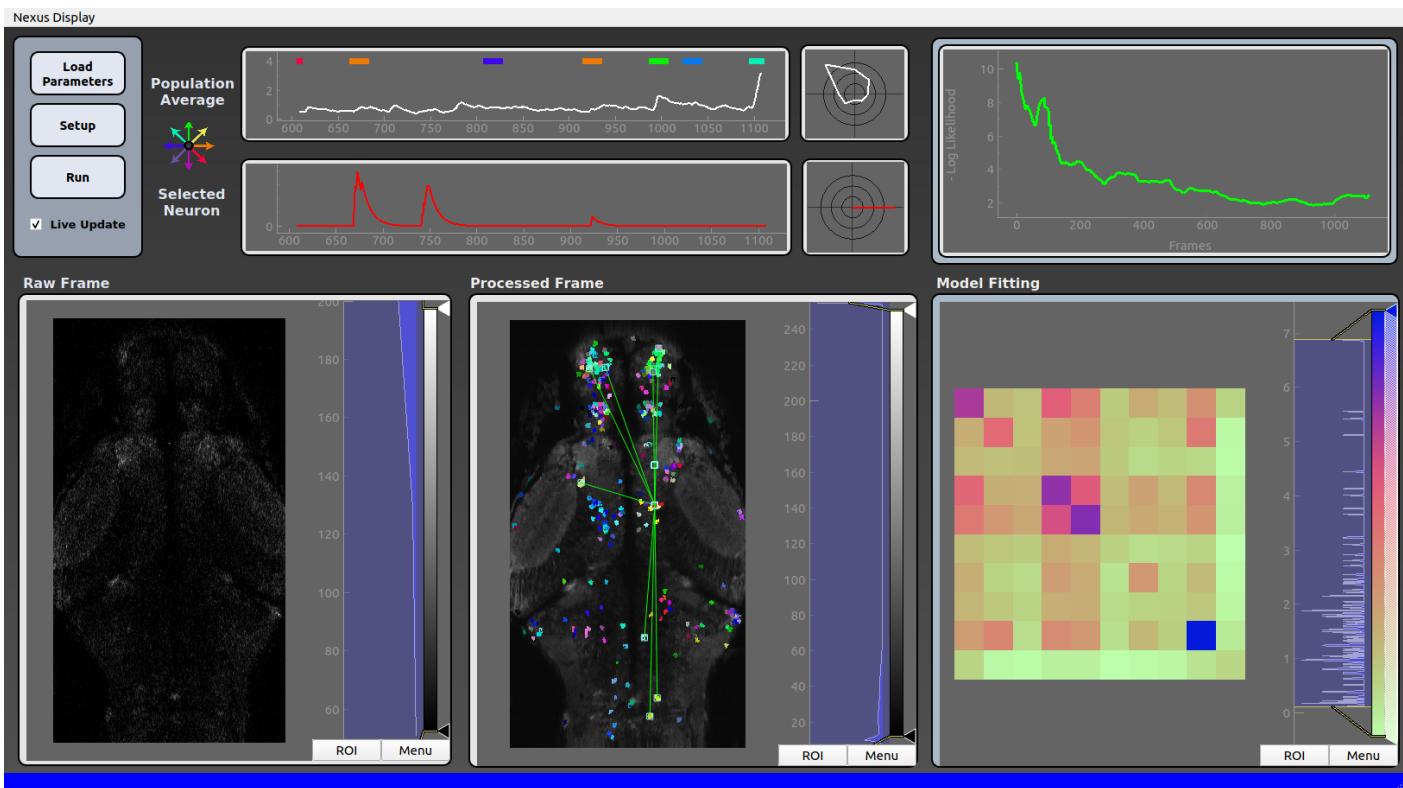 Nexus Display
Load
Parameters
Setup
Run
Live Update
Population
Average
Selected
Neuron
4
2
0
600 650 700 750 800 850 900 950 1000 1050 1100
0
600 650 700 750 800 850 900 950 1000 1050 1100
- Log Likelihood
10
8
6
4
2
0 200 400 600 800 1000
Frames
Raw Frame
200
180
160
140
120
100
80
60
ROI Menu
Processed Frame
240
220
200
180
160
140
120
100
80
60
40
20
ROI Menu
Model Fitting
7
6
5
4
3
2
1
0
ROI Menu